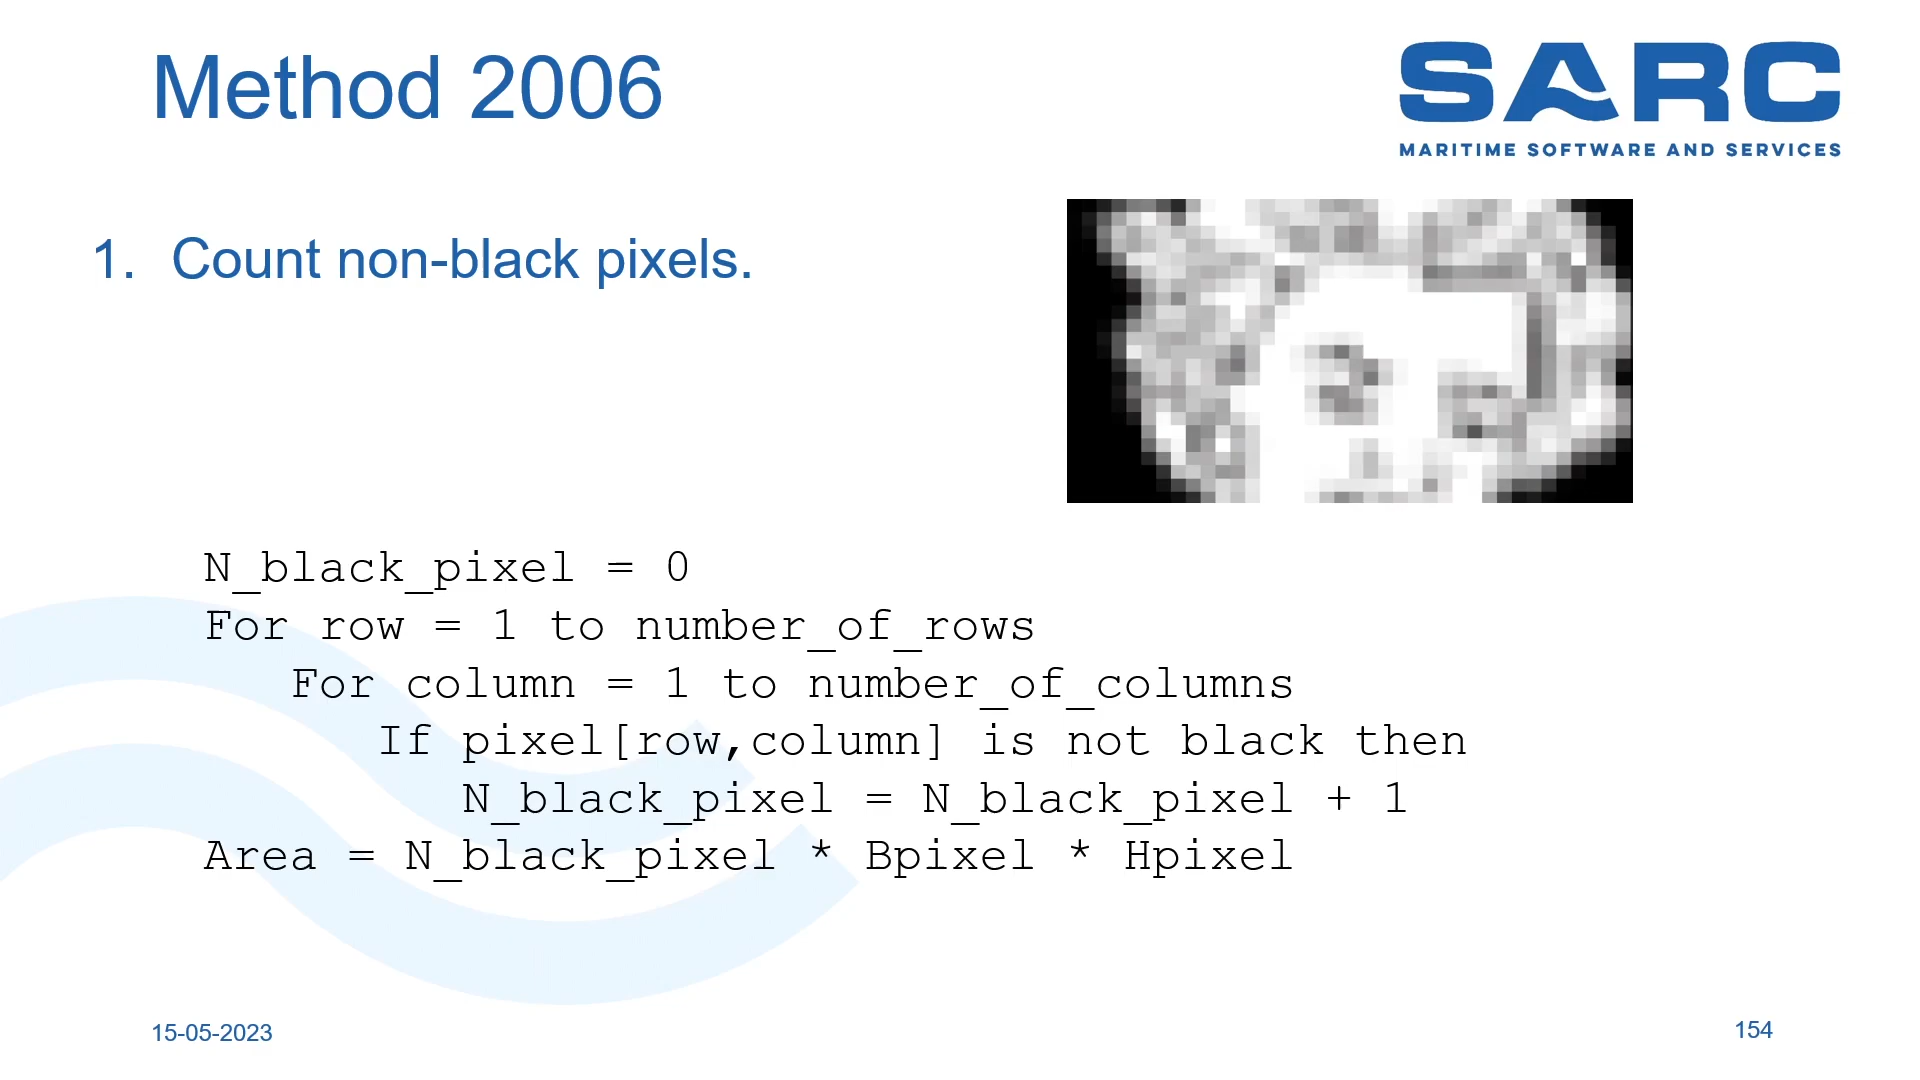 Method 2006
SARC
MARITIME SOFTWARE AND SERVICES
1. Count non-black pixels.
N_black_pixel = 0
For row = 1 to number_of_rows
For column = 1 to number_of_columns
If pixel[row,column] is not black then
N_black_pixel = N_black_pixel + 1
Area = N_black_pixel * Bpixel * Hpixel
15-05-2023
154